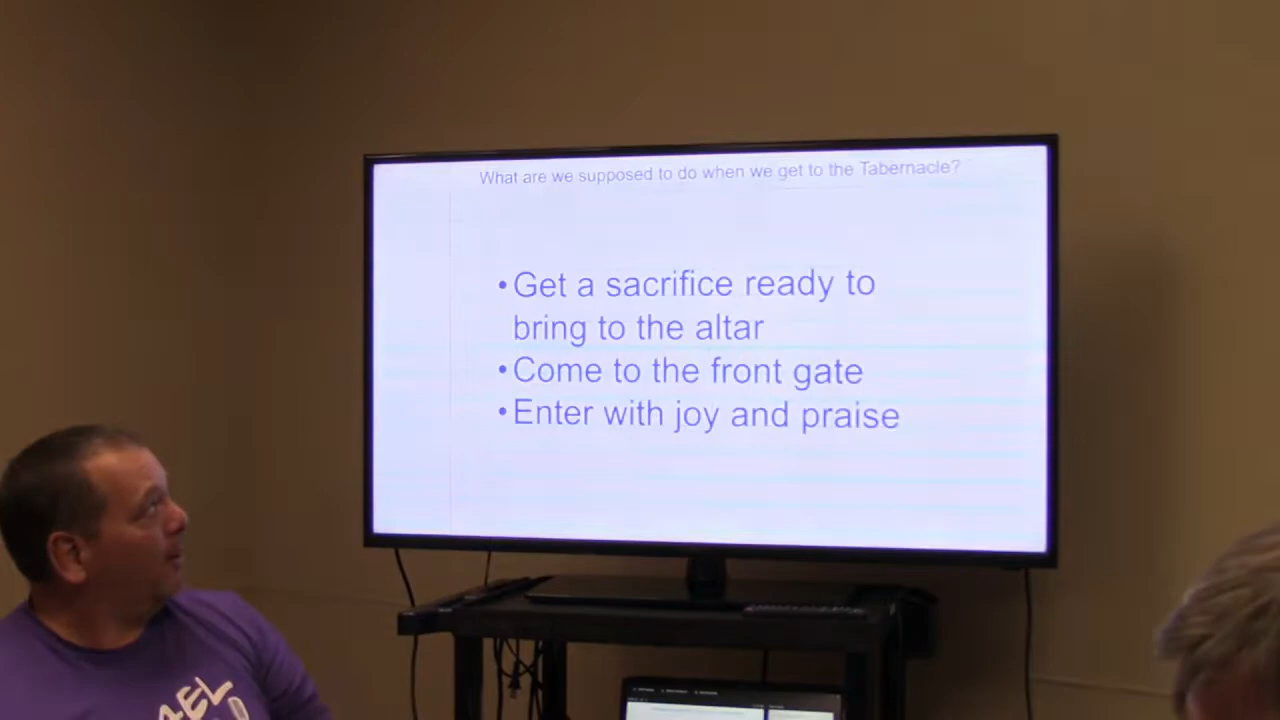 What are we supposed to do when we get to the Tabernacle?
•Get a sacrifice ready to
bring to the altar
•Come to the front gate
•Enter with joy and praise